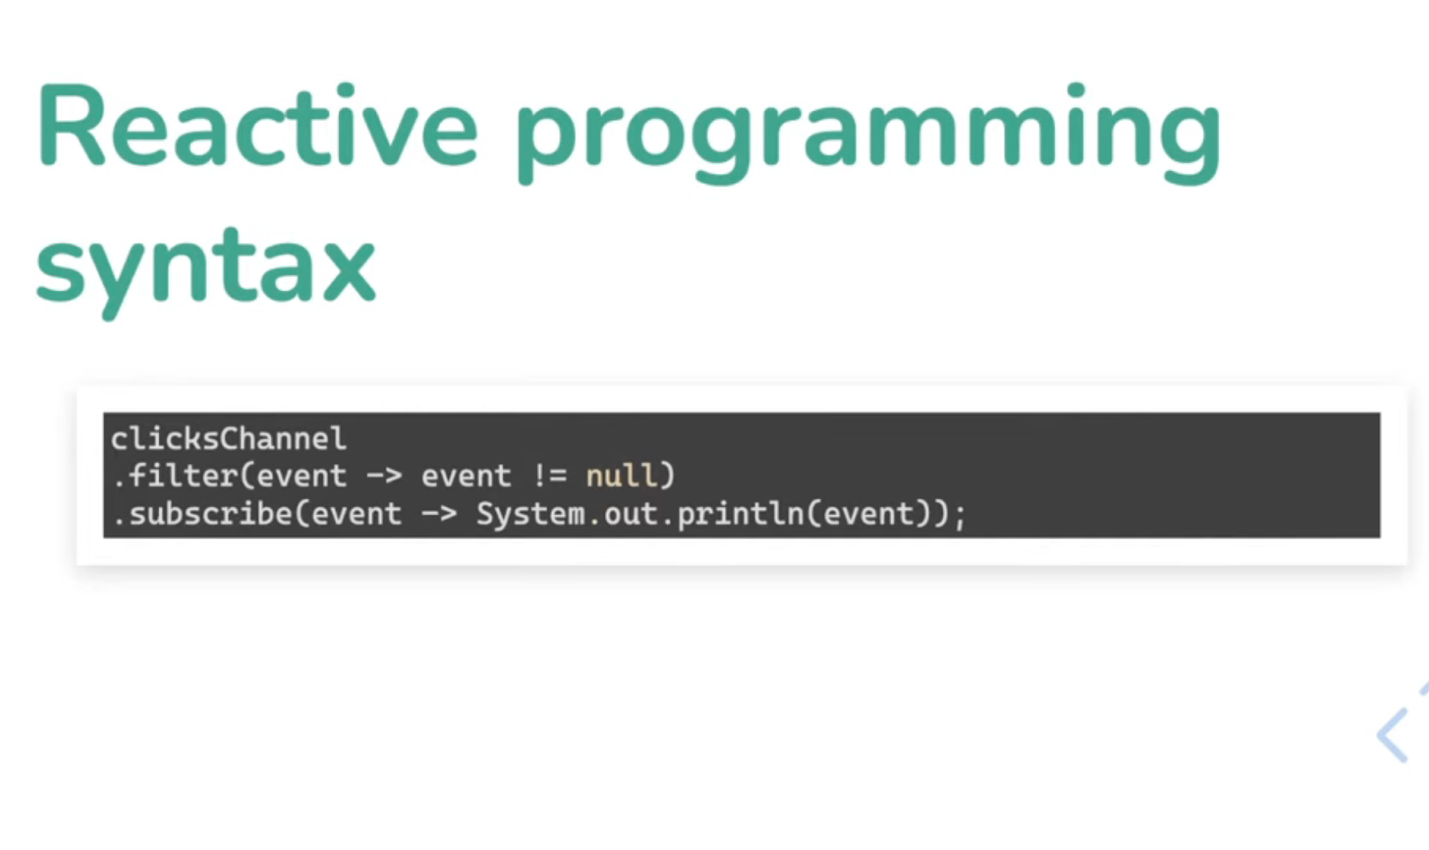 Reactive programming
syntax
clicksChannel
.filter(event -> event != null)
.subscribe(event -> System.out.println(event));